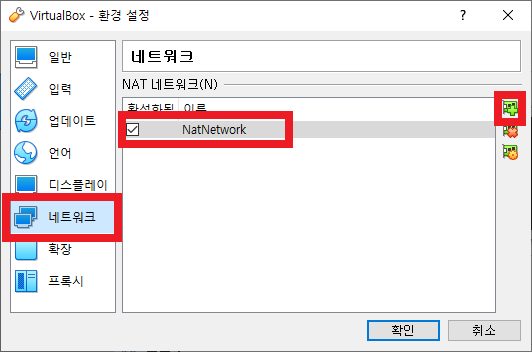 VirtualBox - 환경 설정
일반
입력
업데이트
언어
디스플레이
네트워크
확장
프록시
네트워크
NAT 네트워크(N)
활성화됨 이름
NatNetwork
확인
취소